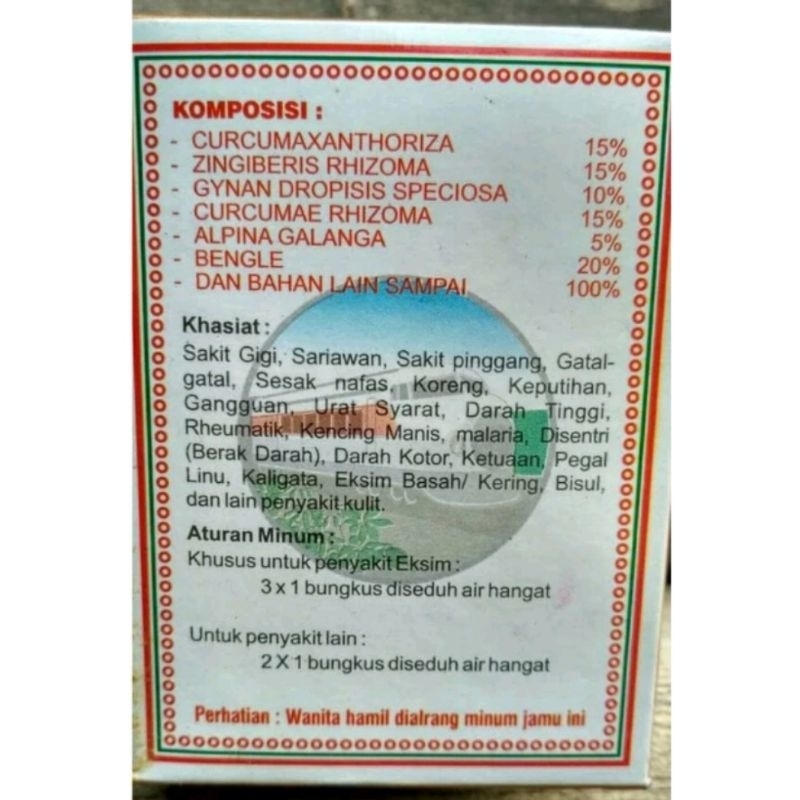 KOMPOSISI :
- CURCUMAXANTHORIZA 15%
- ZINGIBERIS RHIZOMA 15%
- GYNAN DROPISIS SPECIOSA 10%
- CURCUMAE RHIZOMA 15%
- ALPINA GALANGA 5%
- BENGLE 20%
- DAN BAHAN LAIN SAMPAI 100%
Khasiat :
Sakit Gigi, Sariawan, Sakit pinggang, Gatal-
gatal, Sesak nafas, Koreng, Keputihan,
Gangguan, Urat Syarat, Darah Tinggi,
Rheumatik, Kencing Manis, malaria, Disentri
(Berak Darah), Darah Kotor, Ketuaan, Pegal
Linu, Kaligata, Eksim Basah/ Kering, Bisul,
dan lain penyakit kulit.
Aturan Minum :
Khusus untuk penyakit Eksim :
3 x 1 bungkus diseduh air hangat
Untuk penyakit lain :
2 X 1 bungkus diseduh air hangat
Perhatian : Wanita hamil dialrang minum jamu ini